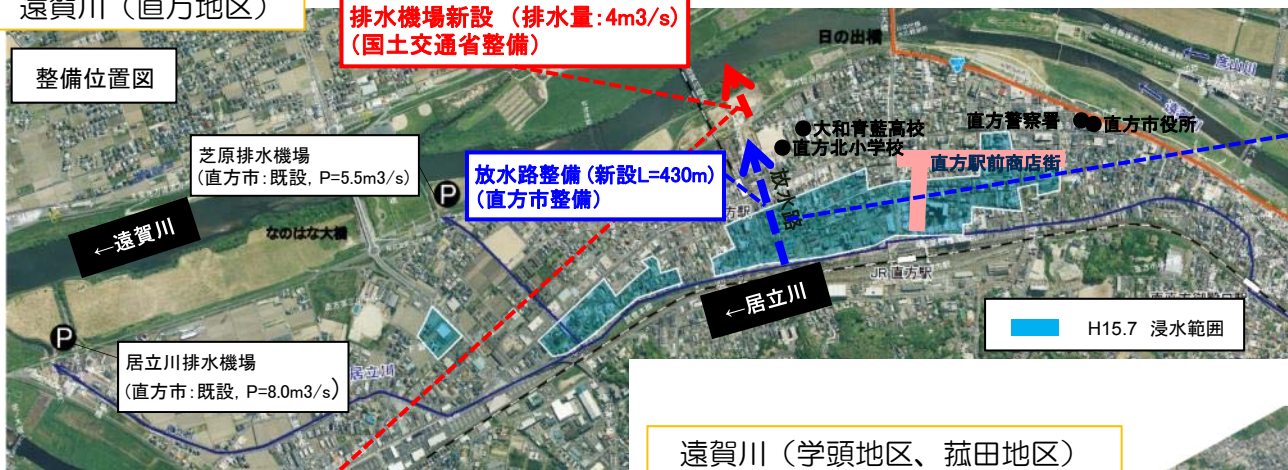 遠賀川（直方地区）
整備位置図
排水機場新設 （排水量：4m3/s）
（国土交通省整備）
日の出橋
彦山川
芝原排水機場
（直方市：既設，P=5.5m3/s）
P
放水路整備（新設L=430m）
（直方市整備）
●大和青藍高校
●直方北小学校
直方警察署
●直方市役所
直方駅前商店街
放水路
←遠賀川
なのはな大橋
JR 直方駅
←居立川
P
居立川排水機場
（直方市：既設，P=8.0m3/s）
居立川
H15.7 浸水範囲
遠賀川（学頭地区、菰田地区）